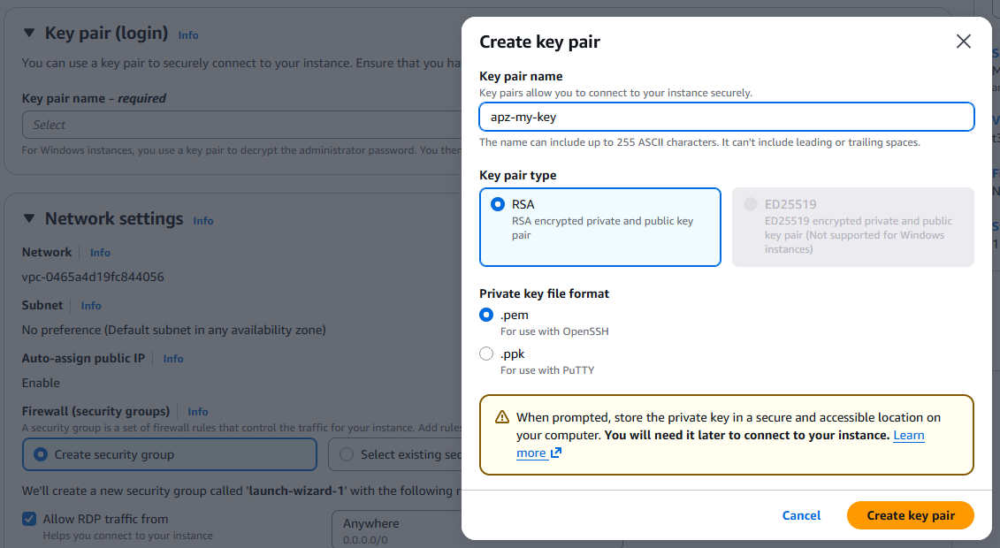 Key pair (login) Info
You can use a key pair to securely connect to your instance. Ensure that you ha
Key pair name – required
Select
For Windows instances, you use a key pair to decrypt the administrator password. You then
Network settings Info
Network Info
vpc-0465a4d19fc844056
Subnet Info
No preference (Default subnet in any availability zone)
Auto-assign public IP Info
Enable
Firewall (security groups) Info
A security group is a set of firewall rules that control the traffic for your instance. Add rules
Create security group
Select existing sec
We'll create a new security group called 'launch-wizard-1' with the following r
Allow RDP traffic from
Helps you connect to your instance
Anywhere
0.0.0.0/0
Create key pair
Key pair name
Key pairs allow you to connect to your instance securely.
apz-my-key
The name can include up to 255 ASCII characters. It can't include leading or trailing spaces.
Key pair type
RSA
RSA encrypted private and public key
pair
ED25519
ED25519 encrypted private and public
key pair (Not supported for Windows
instances)
Private key file format
.pem
For use with OpenSSH
.ppk
For use with PuTTY
When prompted, store the private key in a secure and accessible location on
your computer. You will need it later to connect to your instance. Learn
more
Cancel
Create key pair